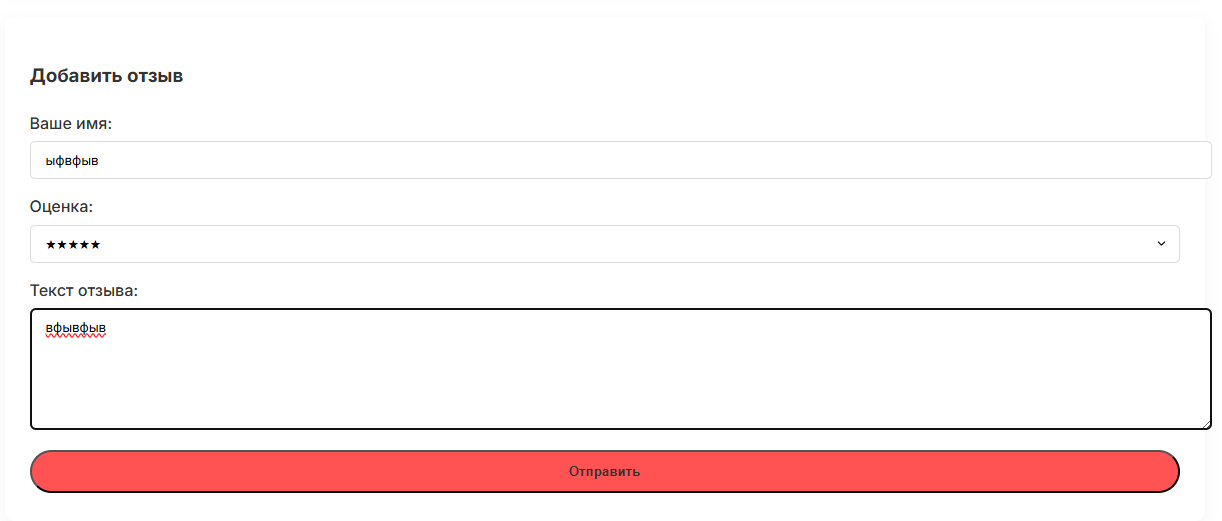 Добавить отзыв
Ваше имя:
ыфвфыв
Оценка:
★★★★★
Текст отзыва:
вфывфыв
Отправить